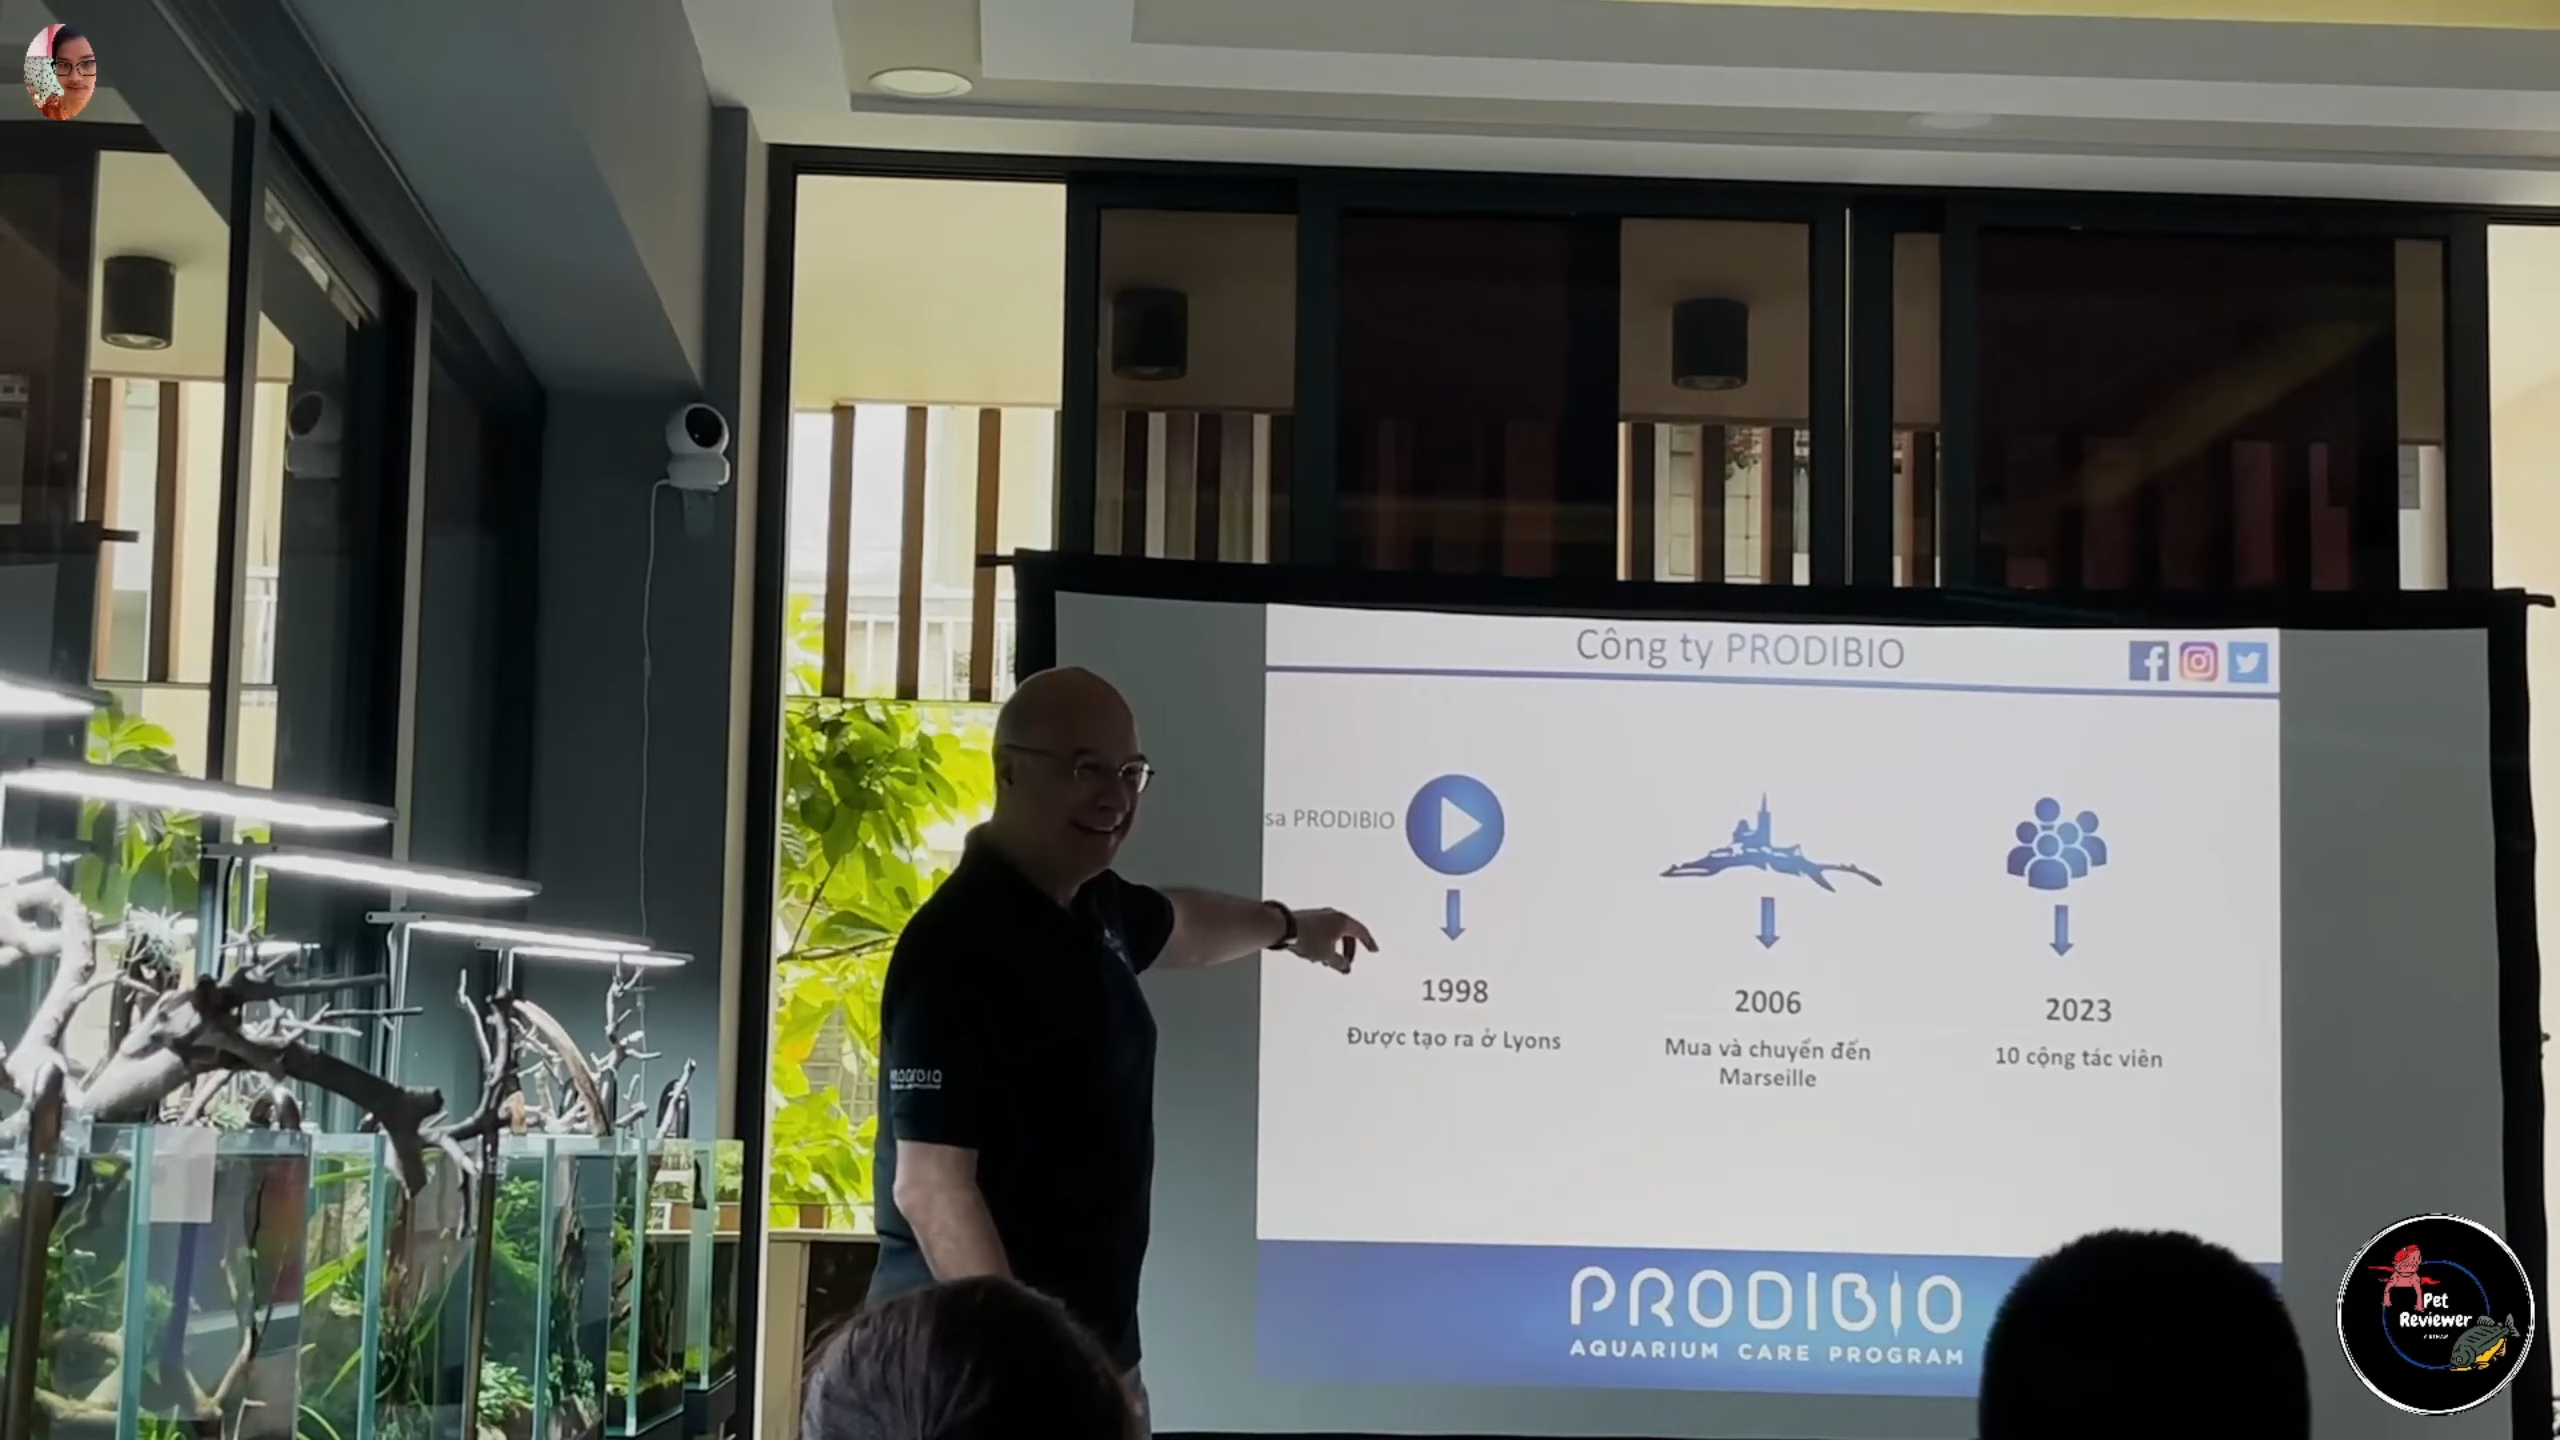 Công ty PRODIBIO
sa PRODIBIO
1998
Được tạo ra ở Lyons
2006
Mua và chuyển đến
Marseille
2023
10 cộng tác viên
PRODIBIO
AQUARIUM CARE PROGRAM
PRODIBIO
Pet
Reviewer